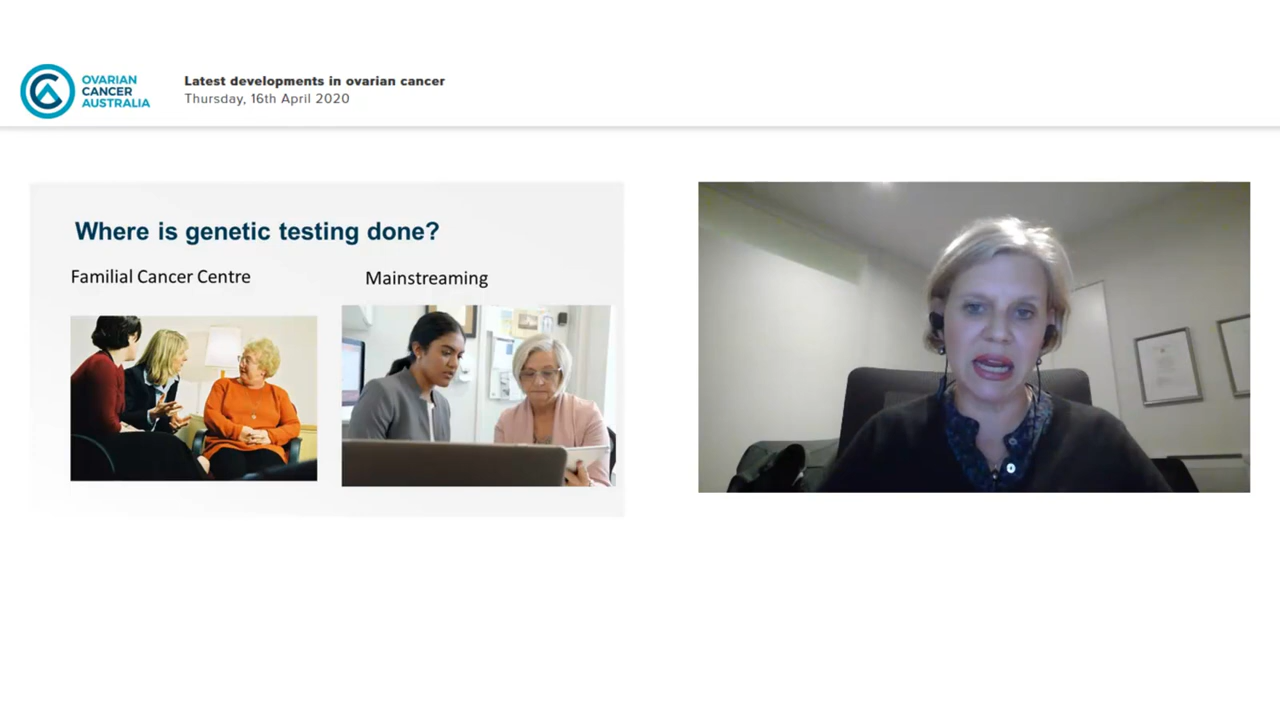 OVARIAN
CANCER
AUSTRALIA
Latest developments in ovarian cancer
Thursday, 16th April 2020
Where is genetic testing done?
Familial Cancer Centre
Mainstreaming